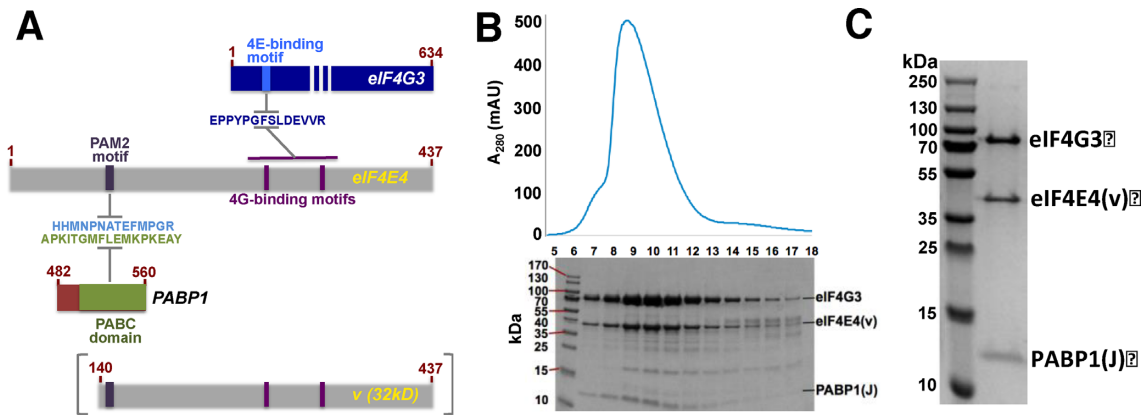 A
1
4E-binding
motif
634
eIF4G3
EPPYPGFSLDEVVR
1
PAM2
motif
437
eIF4E4
4G-binding motifs
HHMNPNATEFMPGR
APKITGMFLEMKPKEAY
482
560
PABP1
PABC
domain
140
437
v (32kD)
B
A280 (mAU)
500
400
300
200
100
0
5 6 7 8 9 10 11 12 13 14 15 16 17 18
kDa
170
130
100
70
55
40
35
25
15
10
eIF4G3
eIF4E4(v)
PABP1(J)
C
kDa
250
130
100
70
55
35
25
15
10
eIF4G3⍰
eIF4E4(v)⍰
PABP1(J)⍰